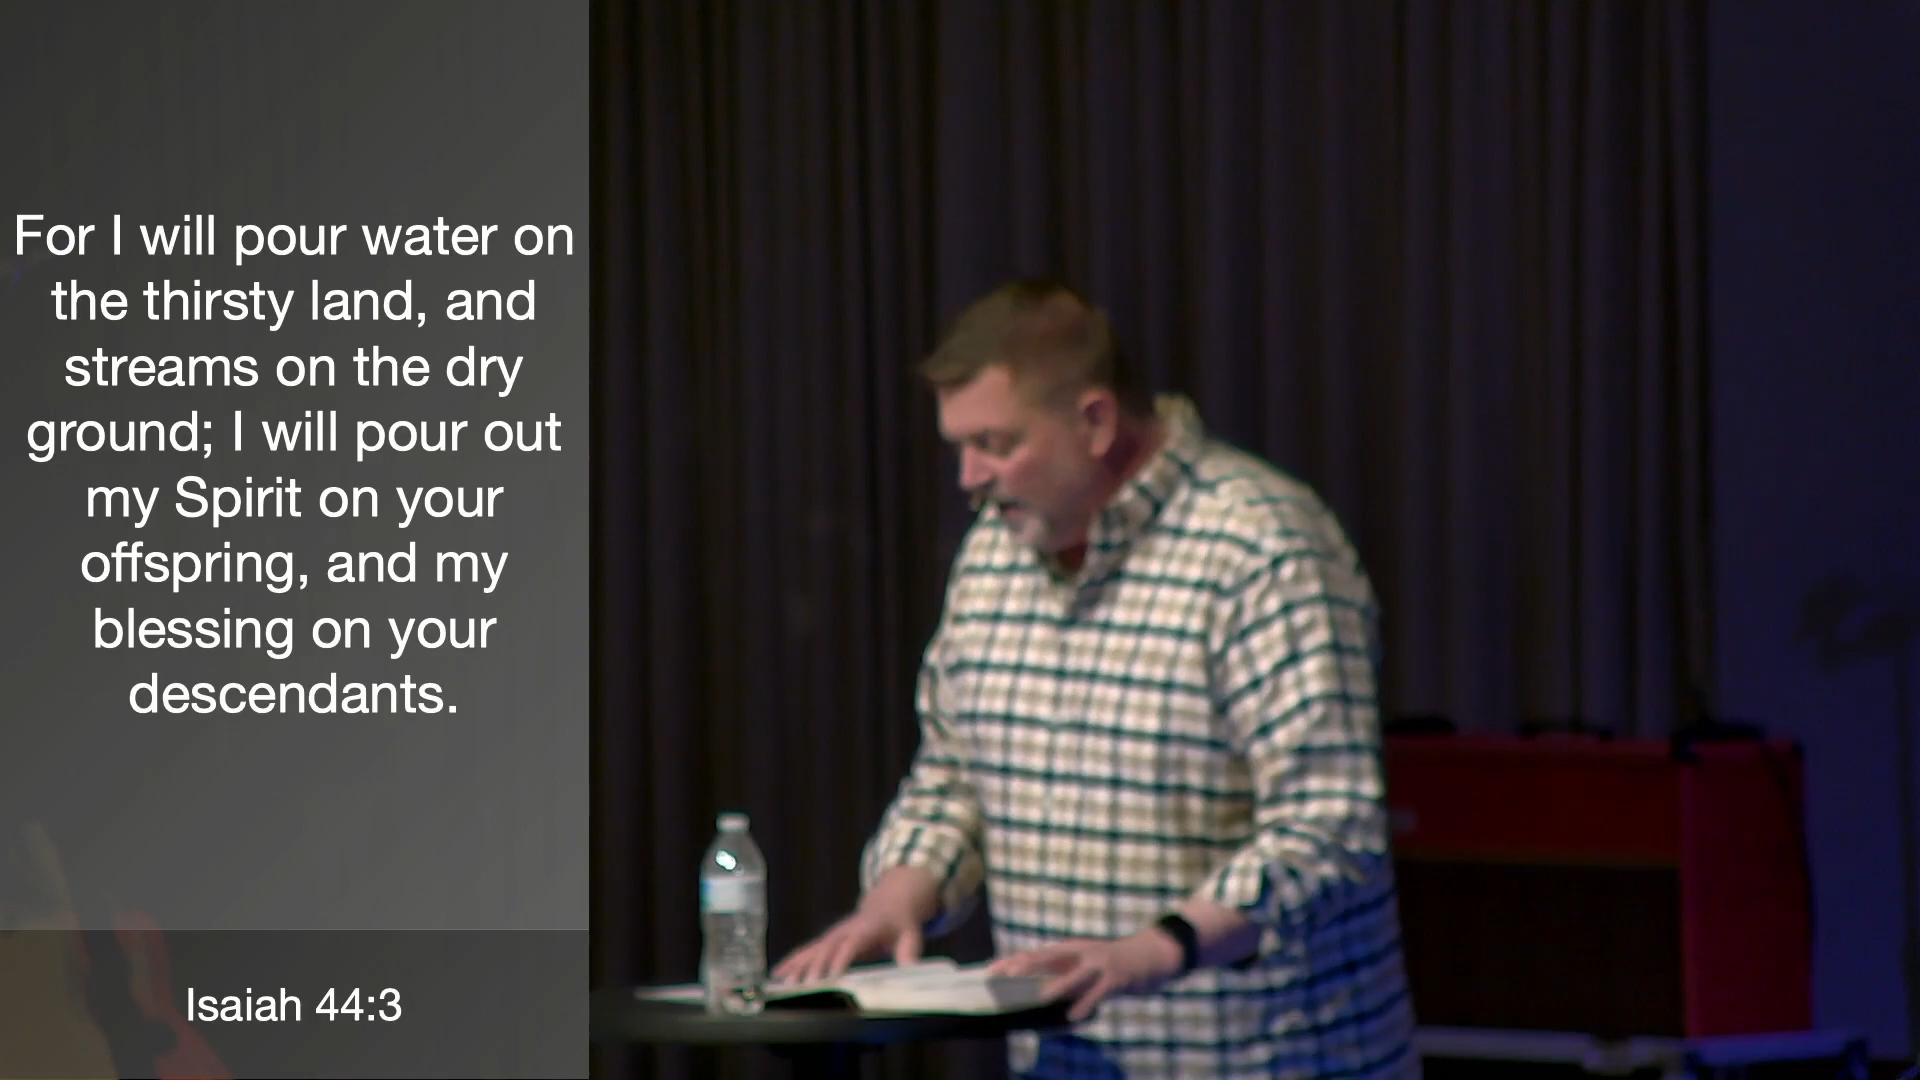 For I will pour water on
the thirsty land, and
streams on the dry
ground; I will pour out
my Spirit on your
offspring, and my
blessing on your
descendants.
Isaiah 44:3